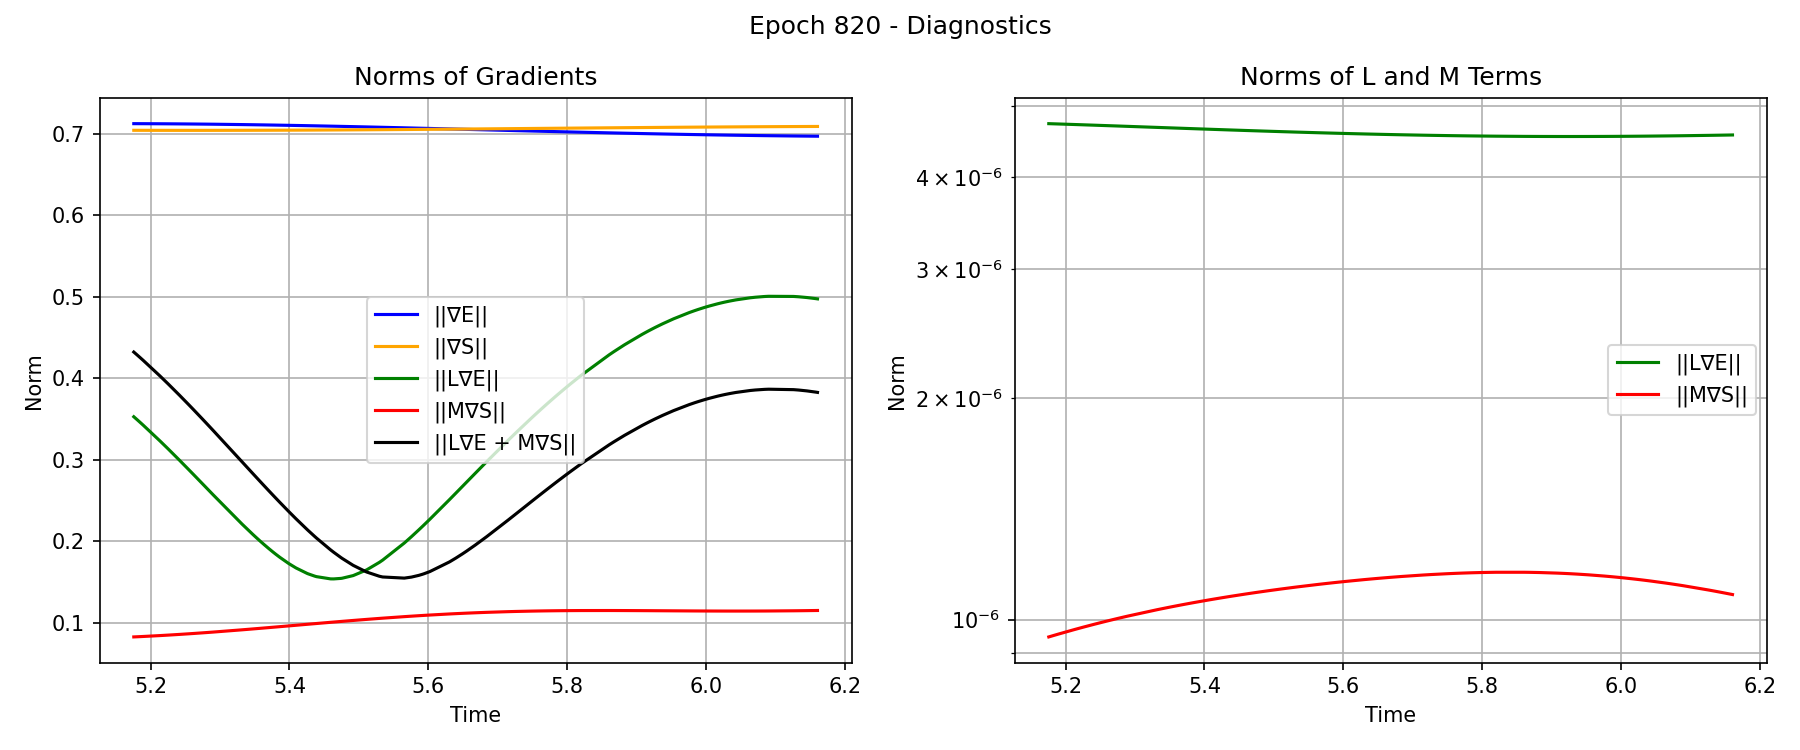 Epoch 820 - Diagnostics
Norms of Gradients
Norm
0.7
0.6
0.5
0.4
0.3
0.2
0.1
||∇E||
||∇S||
||L∇E||
||M∇S||
||L∇E + M∇S||
5.2 5.4 5.6 5.8 6.0 6.2
Time
Norms of L and M Terms
Norm
4 × 10⁻⁶
3 × 10⁻⁶
2 × 10⁻⁶
10⁻⁶
||L∇E||
||M∇S||
5.2 5.4 5.6 5.8 6.0 6.2
Time